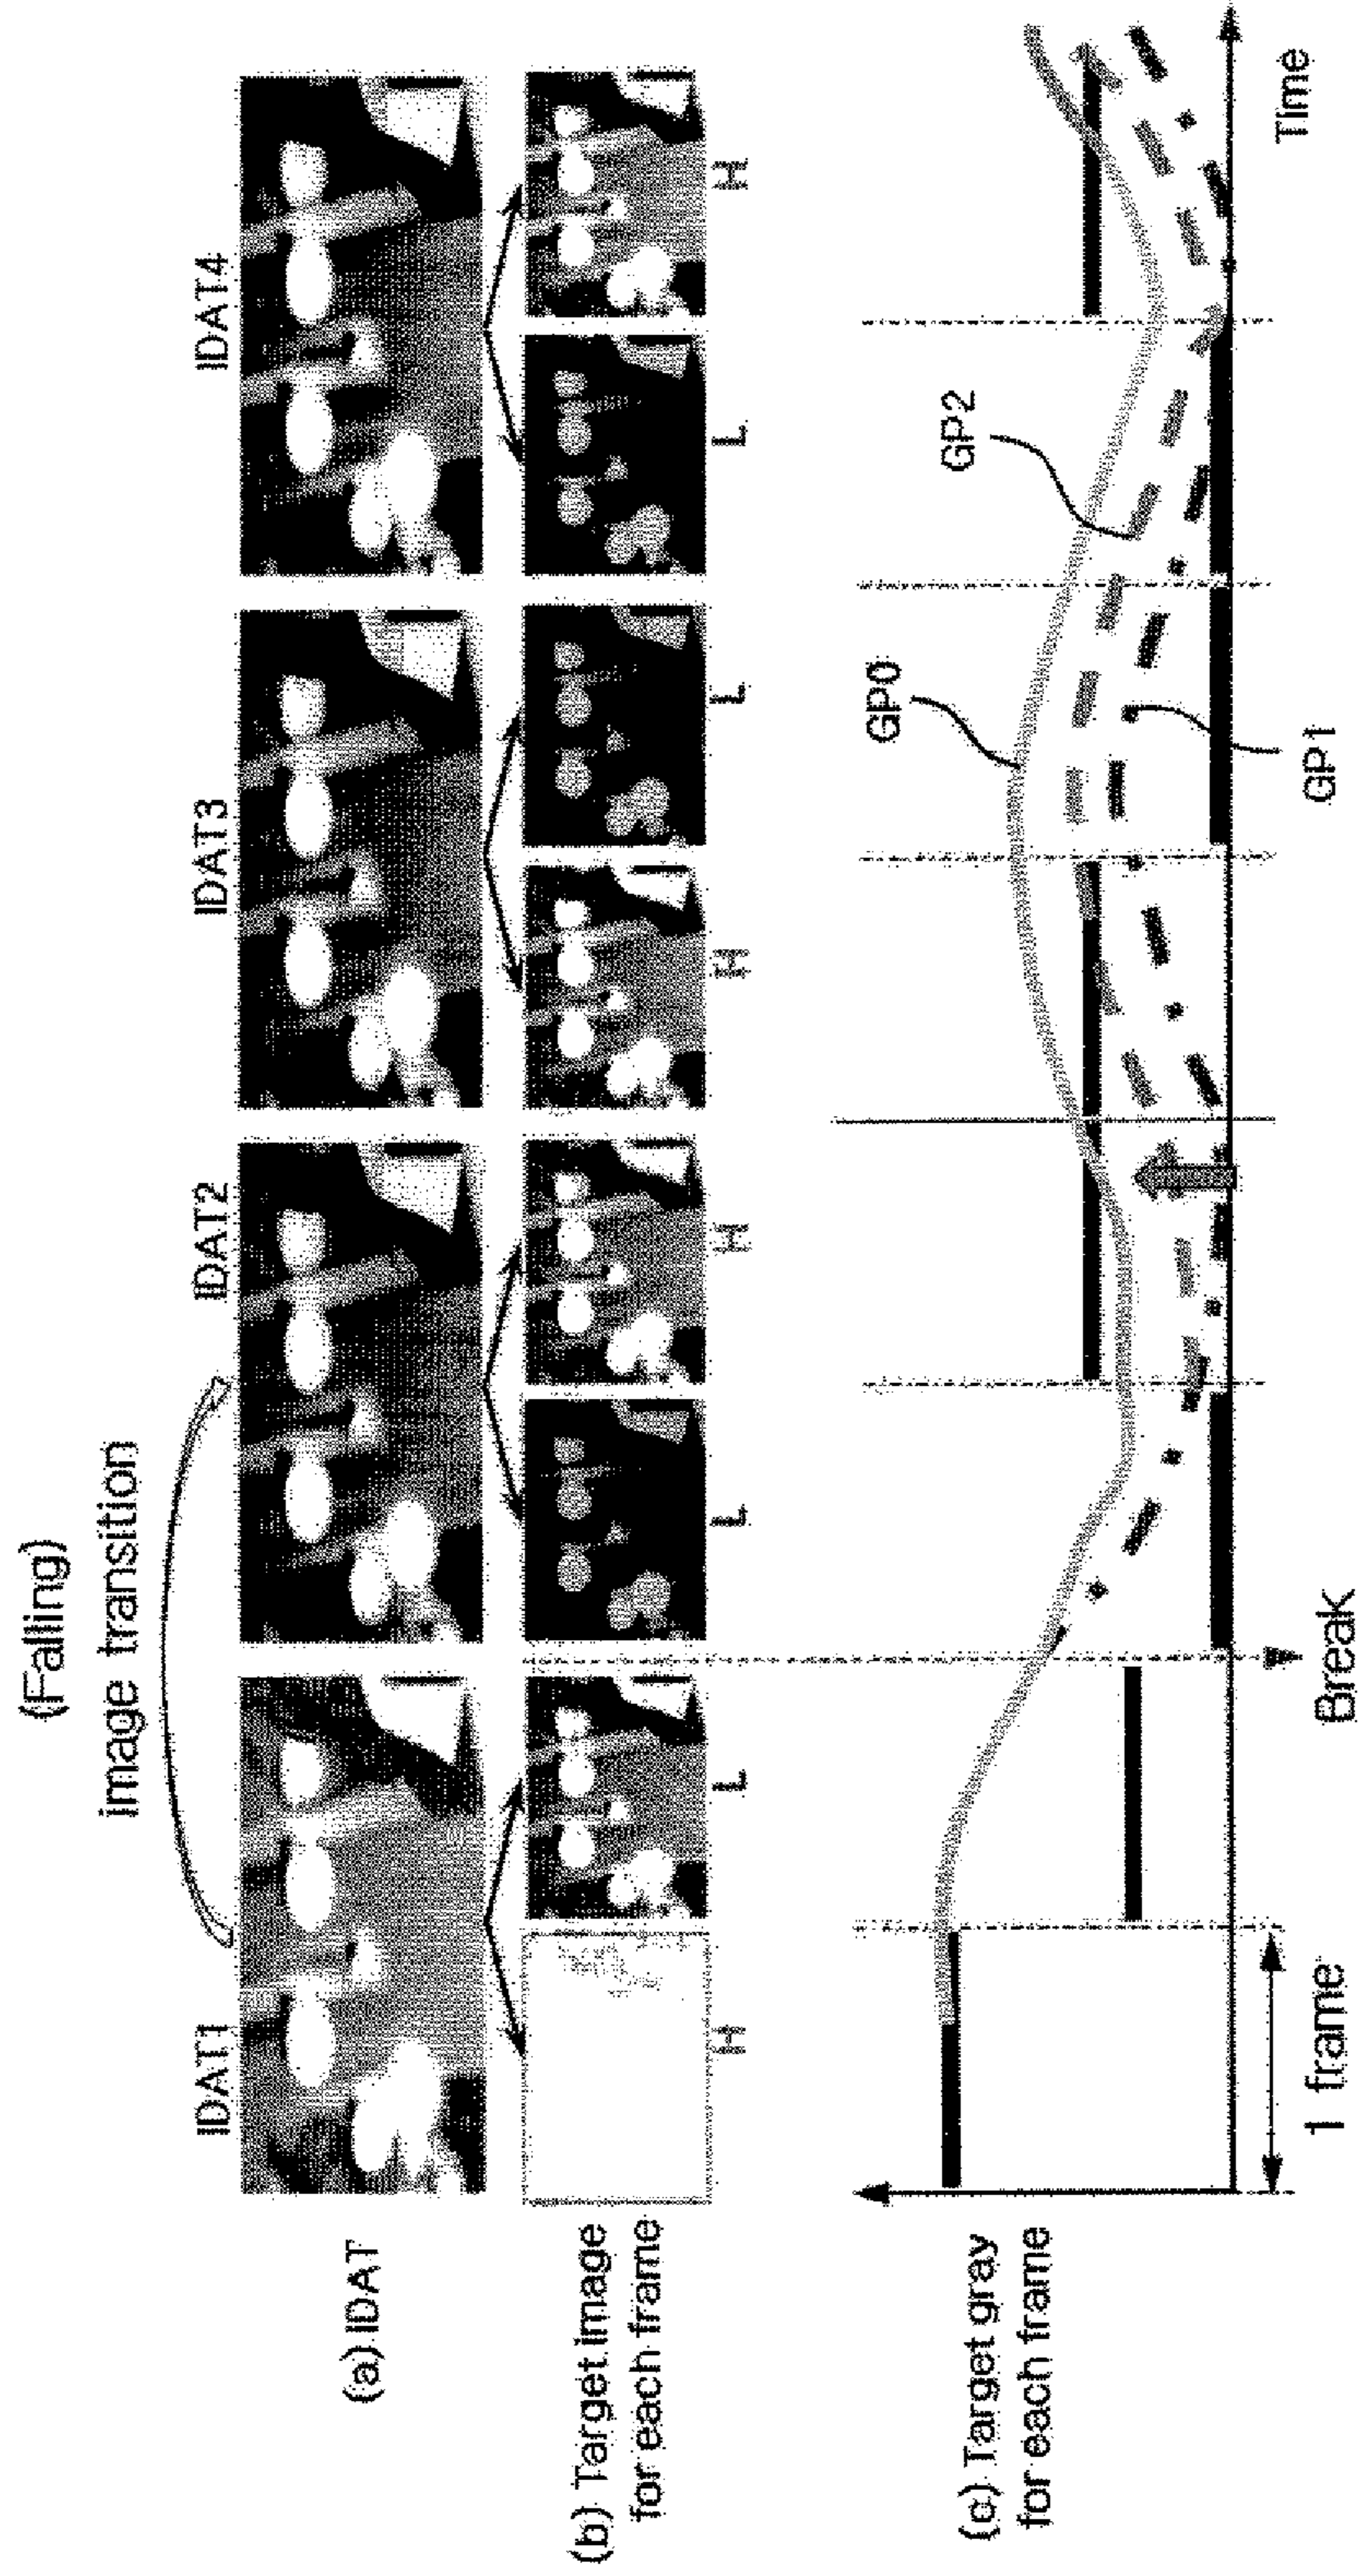 (Falling)
image transition
IDAT1
IDAT2
IDAT3
IDAT4
(a) IDAT
(b) Target image
for each frame
H
L
L
H
H
L
L
H
(c) Target gray
for each frame
GP0
GP2
GP1
1 frame
Break
Time